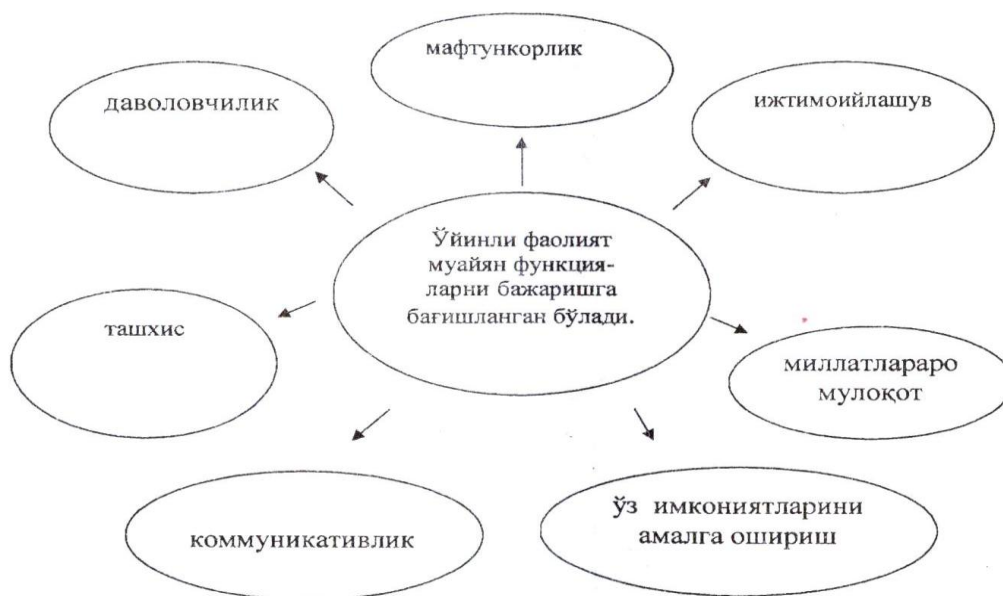 мафтункорлик
даволовчилик
ижтимоийлашув
Ўйинли фаолият
муайян функция-
ларни бажаришга
бағишланган бўлади.
ташхис
миллатлараро
мулоқот
коммуникативлик
ўз имкониятларини
амалга ошириш